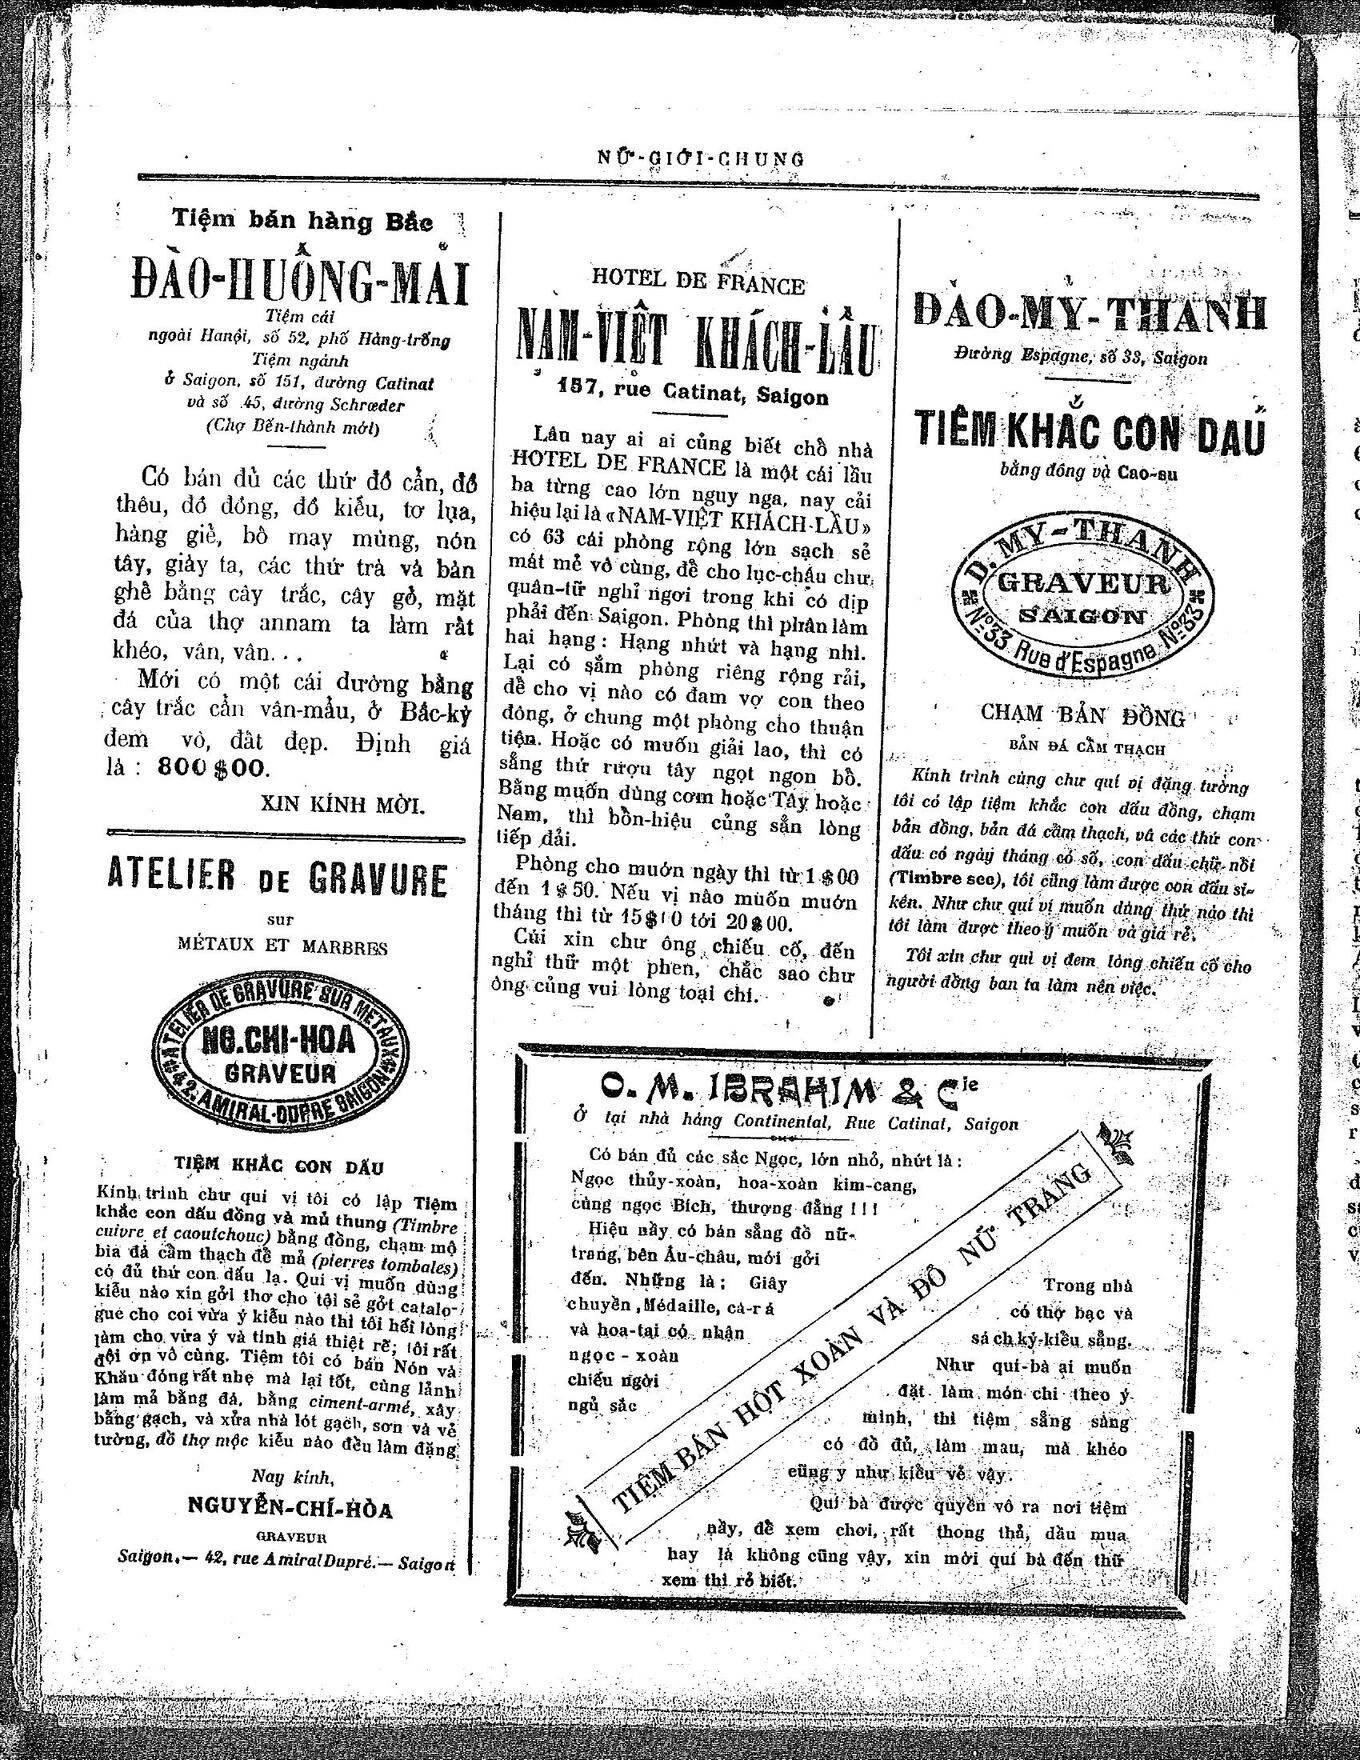 NỮ-GIỚI-CHUNG
Tiệm bán hàng Bắc
ĐÀO-HUỐNG-MẢI
Tiệm cái
ngoài Hanội, số 52, phố Hàng-trống
Tiệm ngánh
ở Saigon, số 151, đường Catinat
và số 45, đường Schrœder
(Chợ Bến-thành mới)
Có bán đủ các thứ đồ cẩn, đồ
thêu, đồ đồng, đồ kiểu, tơ lụa,
hàng giẻ, bố may mùng, nón
tây, giày ta, các thứ trà và bàn
ghế bằng cây trắc, cây gỏ, mặt
đá của thợ annam ta làm rất
khéo, vân, vân...
Mới có một cái dường bằng
cây trắc cẩn vân-mẩu, ở Bắc-kỳ
đem vô, đắt đẹp. Định giá
là : 800 $00.
XIN KÍNH MỜI.
ATELIER DE GRAVURE
sur
MÉTAUX ET MARBRES
ATELIER DE GRAVURE SUR METAUX
NG.CHI-HOA
GRAVEUR
42. AMIRAL-DUPRE SAIGON
TIỆM KHẮC CON DẤU
Kính trình chư quí vị tôi có lập Tiệm
khắc con dấu đồng và mủ thung (Timbre
cuivre et caoutchouc) bằng đồng, chạm mộ
bia đá cẩm thạch để mả (pierres tombales)
có đủ thứ con dấu lạ. Quí vị muốn dùng
kiểu nào xin gởi thơ cho tôi sẽ gởi catalo-
gue cho coi vừa ý kiểu nào thì tôi hết lòng
làm cho vừa ý và tính giá thiệt rẽ; tôi rất
đội ơn vô cùng. Tiệm tôi có bán Nón và
Khăn đóng rất nhẹ mà lại tốt, cùng lảnh
làm mả bằng đá, bằng ciment-armé, xây
bằng gạch, và xửa nhà lót gạch, sơn và vẻ
tường, đồ thợ mộc kiểu nào đều làm đặng
Nay kính,
NGUYỄN-CHÍ-HÒA
GRAVEUR
Saigon.— 42, rue Amiral Dupré.— Saigon
HOTEL DE FRANCE
NAM-VIỆT KHÁCH-LẦU
157, rue Catinat, Saigon
Lâu nay ai ai củng biết chổ nhà
HOTEL DE FRANCE là một cái lầu
ba từng cao lớn nguy nga, nay cải
hiệu lại là «NAM-VIỆT KHÁCH-LẦU»
có 63 cái phòng rộng lớn sạch sẽ
mát mẻ vô cùng, để cho lục-châu chư
quân-tử nghỉ ngơi trong khi có dịp
phải đến Saigon. Phòng thì phân làm
hai hạng : Hạng nhứt và hạng nhì.
Lại có sắm phòng riêng rộng rải,
để cho vị nào có đam vợ con theo
đông, ở chung một phòng cho thuận
tiện. Hoặc có muốn giải lao, thì có
sẳng thứ rượu tây ngọt ngon bổ.
Bằng muốn dùng cơm hoặc Tây hoặc
Nam, thì bổn-hiệu củng sẳn lòng
tiếp đải.
Phòng cho muớn ngày thì từ 1$00
đến 1$50. Nếu vị nào muốn muớn
tháng thì từ 15$00 tới 20$00.
Cúi xin chư ông chiếu cố, đến
nghỉ thử một phen, chắc sao chư
ông củng vui lòng toại chí.
ĐÀO-MỸ-THANH
Đường Espagne, số 33, Saigon
TIỆM KHẮC CON DẤU
bằng đồng và Cao-su
D. MY-THANH
GRAVEUR
SAIGON
Nº33 Rue d'Espagne Nº33
CHẠM BẢN ĐỒNG
BẢN ĐÁ CẨM THẠCH
Kính trình cùng chư quí vị đặng tường
tôi có lập tiệm khắc con dấu đồng, chạm
bản đồng, bản đá cẩm thạch, và các thứ con
dấu có ngày tháng có số, con dấu chữ nổi
(Timbre sec), tôi cũng làm được con dấu si-
kên. Như chư quí vị muốn dùng thứ nào thì
tôi làm được theo ý muốn và giá rẻ.
Tôi xin chư quí vị đem lòng chiếu cố cho
người đồng ban ta làm nên việc.
O. M. IBRAHIM & Cie
Ở tại nhà hàng Continental, Rue Catinat, Saigon
Có bán đủ các sắc Ngọc, lớn nhỏ, nhứt là :
Ngọc thủy-xoàn, hoa-xoàn kim-cang,
cùng ngọc Bích, thượng đẳng ! ! !
Hiệu nầy có bán sẳng đồ nữ-
trang, bên Âu-châu, mới gởi
đến. Những là ; Giây
chuyền, Médaille, cà-rá
và hoa-tai có nhận
ngọc - xoàn
chiếu ngời
ngủ sắc
TIỆM BÁN HỘT XOÀN VÀ ĐỒ NỮ TRANG
Trong nhà
có thợ bạc và
sách ký-kiểu sẳng.
Như quí-bà ai muốn
đặt làm món chi theo ý
mình, thì tiệm sẳng sàng
có đồ đủ, làm mau, mà khéo
cũng y như kiểu vẻ vậy.
Quí bà được quyền vô ra nơi tiệm
nầy, để xem chơi, rất thong thả, dầu mua
hay là không cũng vậy, xin mời quí bà đến thử
xem thì rỏ biết.